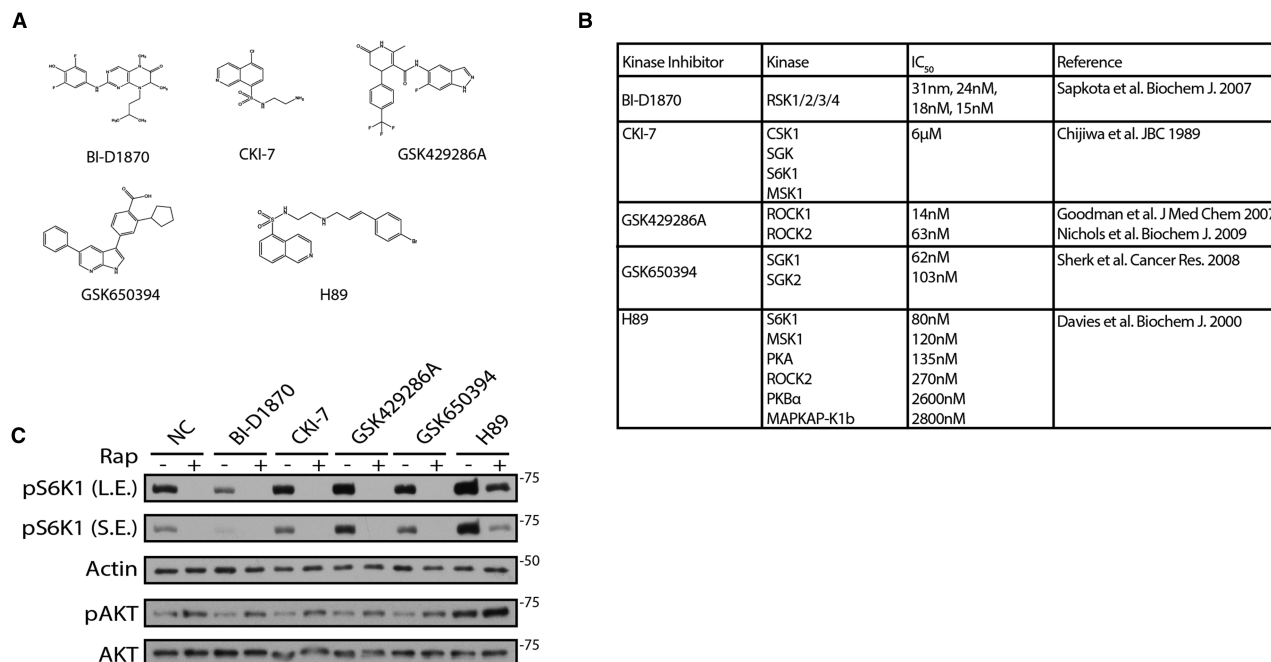 A
BI-D1870
CKI-7
GSK429286A
GSK650394
H89
B
Kinase Inhibitor Kinase IC50 Reference
BI-D1870 RSK1/2/3/4 31nm, 24nM, Sapkota et al. Biochem J. 2007
18nM, 15nM
CKI-7 CSK1 6µM Chijiwa et al. JBC 1989
SGK
S6K1
MSK1
GSK429286A ROCK1 14nM Goodman et al. J Med Chem 2007
ROCK2 63nM Nichols et al. Biochem J. 2009
GSK650394 SGK1 62nM Sherk et al. Cancer Res. 2008
SGK2 103nM
H89 S6K1 80nM Davies et al. Biochem J. 2000
MSK1 120nM
PKA 135nM
ROCK2 270nM
PKBα 2600nM
MAPKAP-K1b 2800nM
C
NC BI-D1870 CKI-7 GSK429286A GSK650394 H89
Rap - + - + - + - + - + - +
pS6K1 (L.E.) -75
pS6K1 (S.E.) -75
Actin -50
pAKT -75
AKT -75